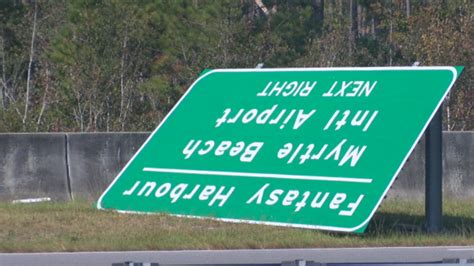 Fantasy Harbour
Myrtle Beach
Intl Airport
NEXT RIGHT